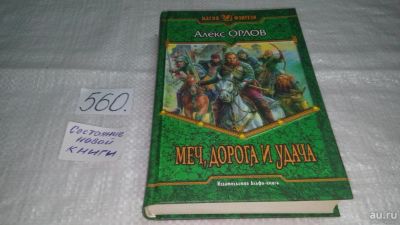 МАГИЯ ФЭНТЕЗИ
Алекс ОРЛОВ
560.
Состояние
новой
книги
МЕЧ, ДОРОГА И УДАЧА
Издательство Альфа-книга
au.ru